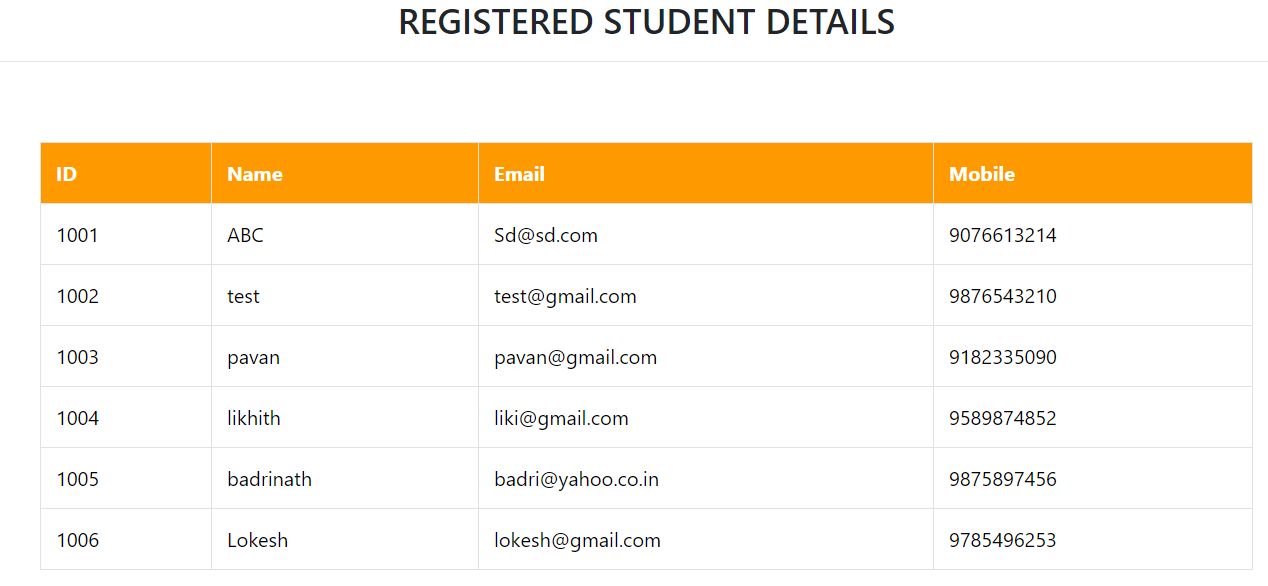 REGISTERED STUDENT DETAILS
ID Name Email Mobile
1001 ABC Sd@sd.com 9076613214
1002 test test@gmail.com 9876543210
1003 pavan pavan@gmail.com 9182335090
1004 likhith liki@gmail.com 9589874852
1005 badrinath badri@yahoo.co.in 9875897456
1006 Lokesh lokesh@gmail.com 9785496253